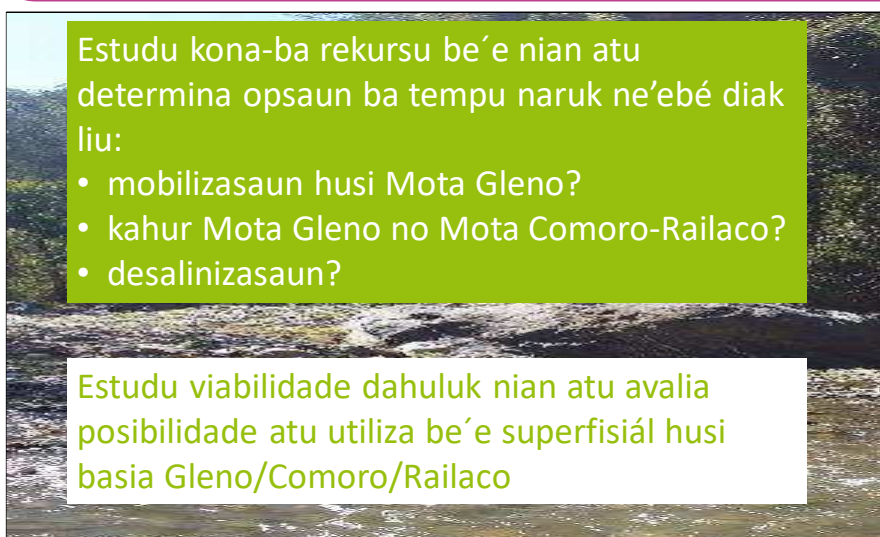 Estudu kona-ba rekursu be´e nian atu
determina opsaun ba tempu naruk ne’ebé diak
liu:
• mobilizasaun husi Mota Gleno?
• kahur Mota Gleno no Mota Comoro-Railaco?
• desalinizasaun?
Estudu viabilidade dahuluk nian atu avalia
posibilidade atu utiliza be´e superfisiál husi
basia Gleno/Comoro/Railaco